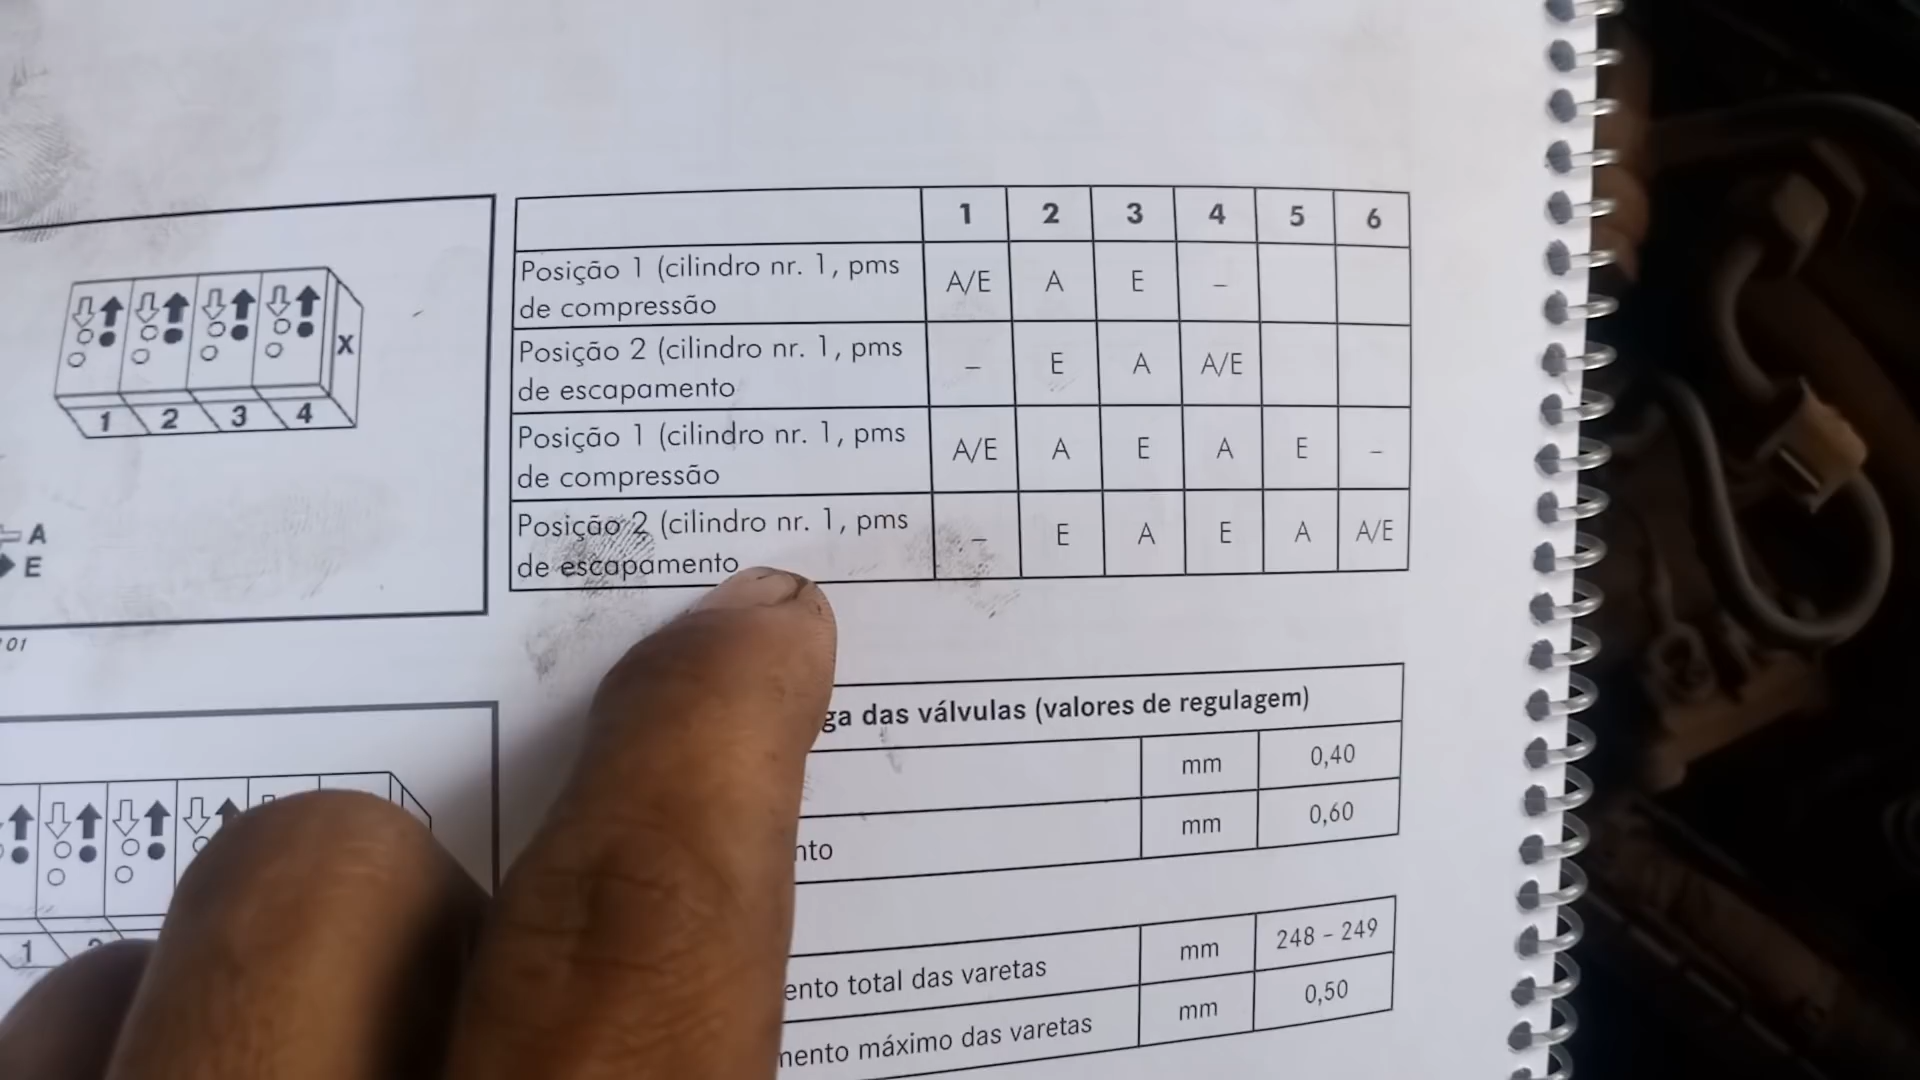 1 2 3 4 5 6
Posição 1 (cilindro nr. 1, pms
de compressão
A/E A E –
Posição 2 (cilindro nr. 1, pms
de escapamento
– E A A/E
Posição 1 (cilindro nr. 1, pms
de compressão
A/E A E A E –
Posição 2 (cilindro nr. 1, pms
de escapamento
– E A E A A/E
X
1 2 3 4
A
E
01
ga das válvulas (valores de regulagem)
mm 0,40
nto mm 0,60
ento total das varetas mm 248 – 249
mento máximo das varetas mm 0,50
1